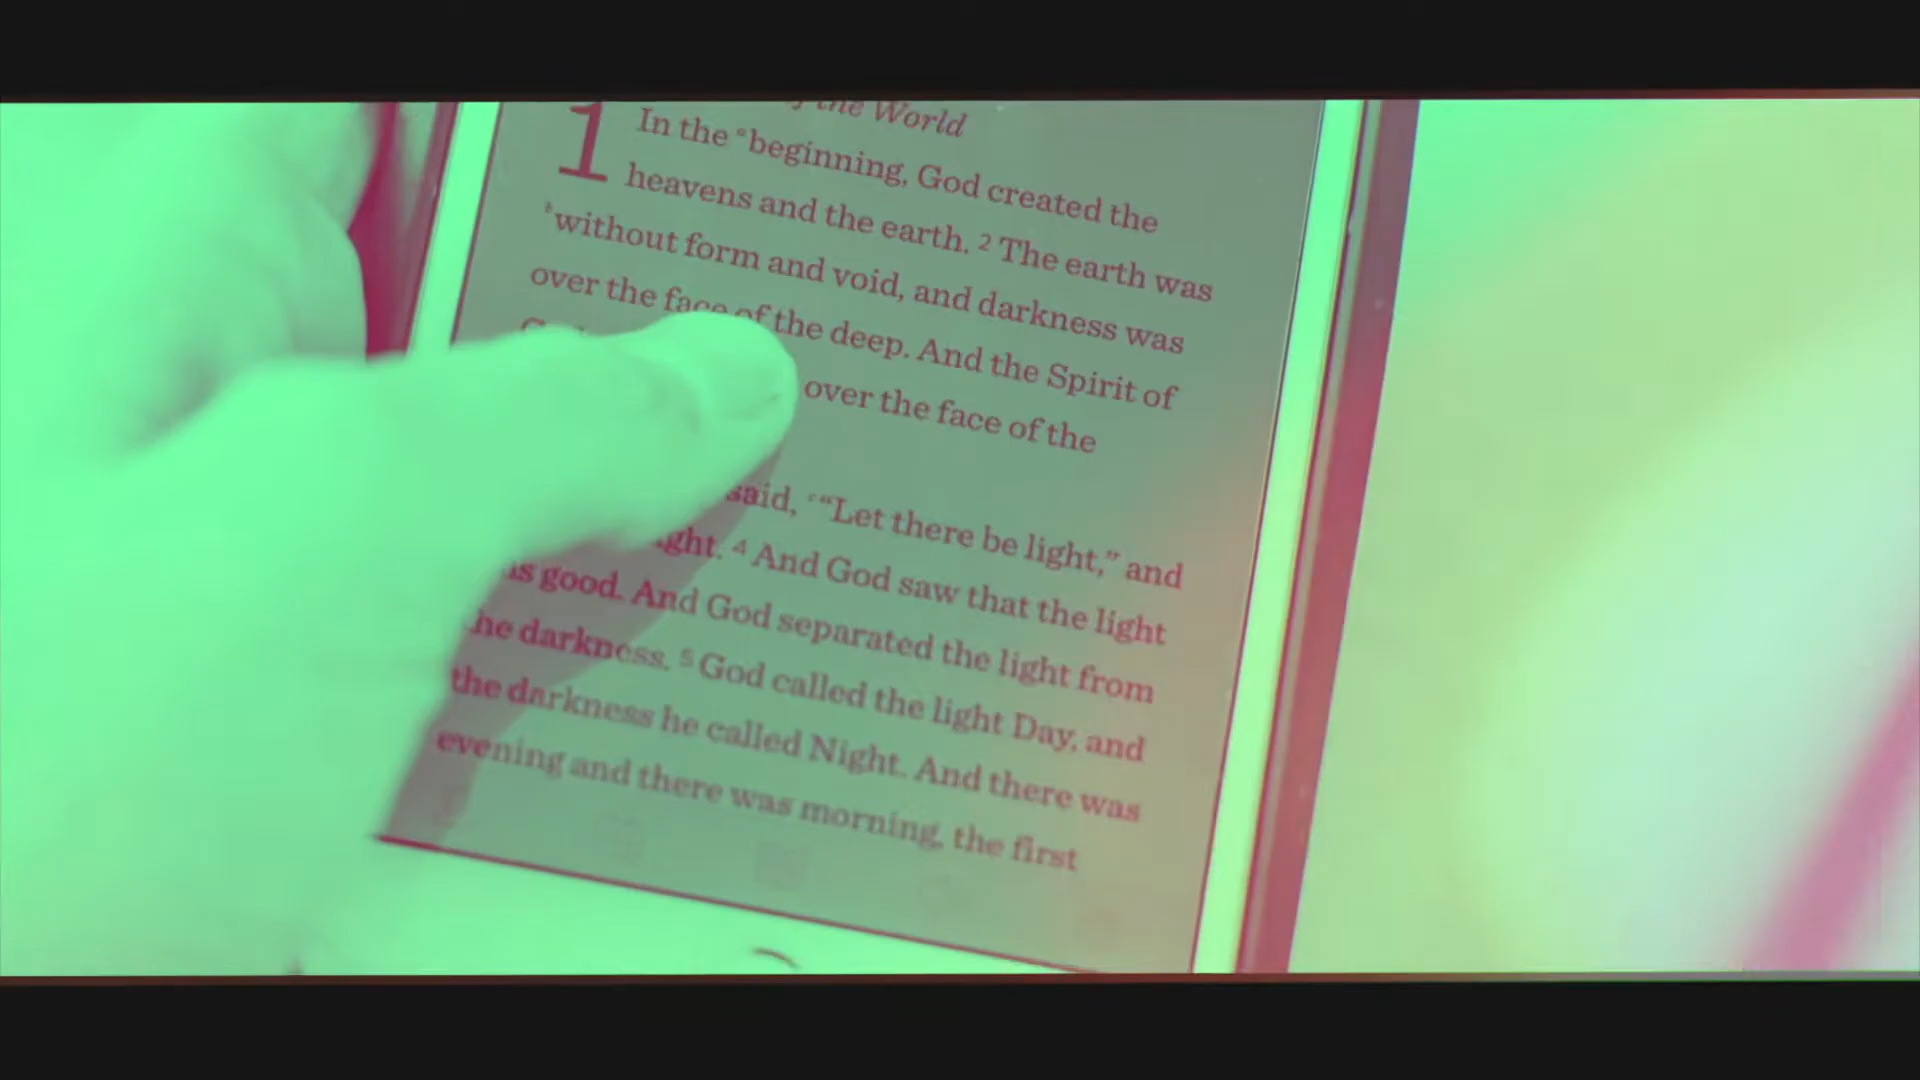 the World
1 In the ᵃbeginning, God created the
heavens and the earth. 2 The earth was
ᵇwithout form and void, and darkness was
over the face of the deep. And the Spirit of
over the face of the
said, ᶜ“Let there be light,” and
4 And God saw that the light
good. And God separated the light from
the darkness. 5 God called the light Day, and
the darkness he called Night. And there was
evening and there was morning, the first